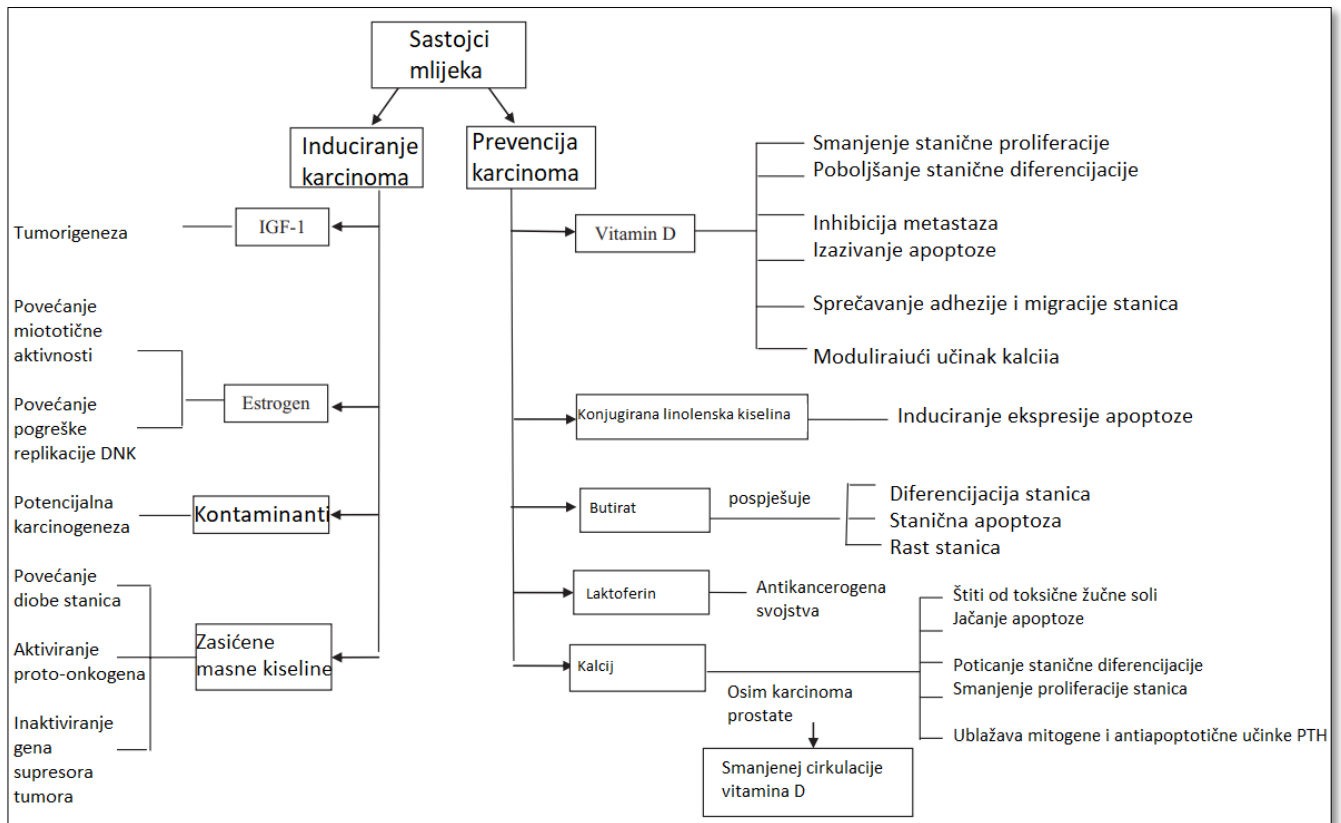 Sastojci
mlijeka
Induciranje
karcinoma
IGF-1
Tumorigeneza
Estrogen
Povećanje
miototične
aktivnosti
Povećanje
pogreške
replikacije DNK
Kontaminanti
Potencijalna
karcinogeneza
Zasićene
masne kiseline
Povećanje
diobe stanica
Aktiviranje
proto-onkogena
Inaktiviranje
gena
supresora
tumora
Prevencija
karcinoma
Vitamin D
Smanjenje stanične proliferacije
Poboljšanje stanične diferencijacije
Inhibicija metastaza
Izazivanje apoptoze
Sprečavanje adhezije i migracije stanica
Moduliraiući učinak kalciia
Konjugirana linolenska kiselina
Induciranje ekspresije apoptoze
Butirat
pospješuje
Diferencijacija stanica
Stanična apoptoza
Rast stanica
Laktoferin
Antikancerogena
svojstva
Kalcij
Štiti od toksične žučne soli
Jačanje apoptoze
Poticanje stanične diferencijacije
Smanjenje proliferacije stanica
Ublažava mitogene i antiapoptotične učinke PTH
Osim karcinoma
prostate
Smanjenej cirkulacije
vitamina D